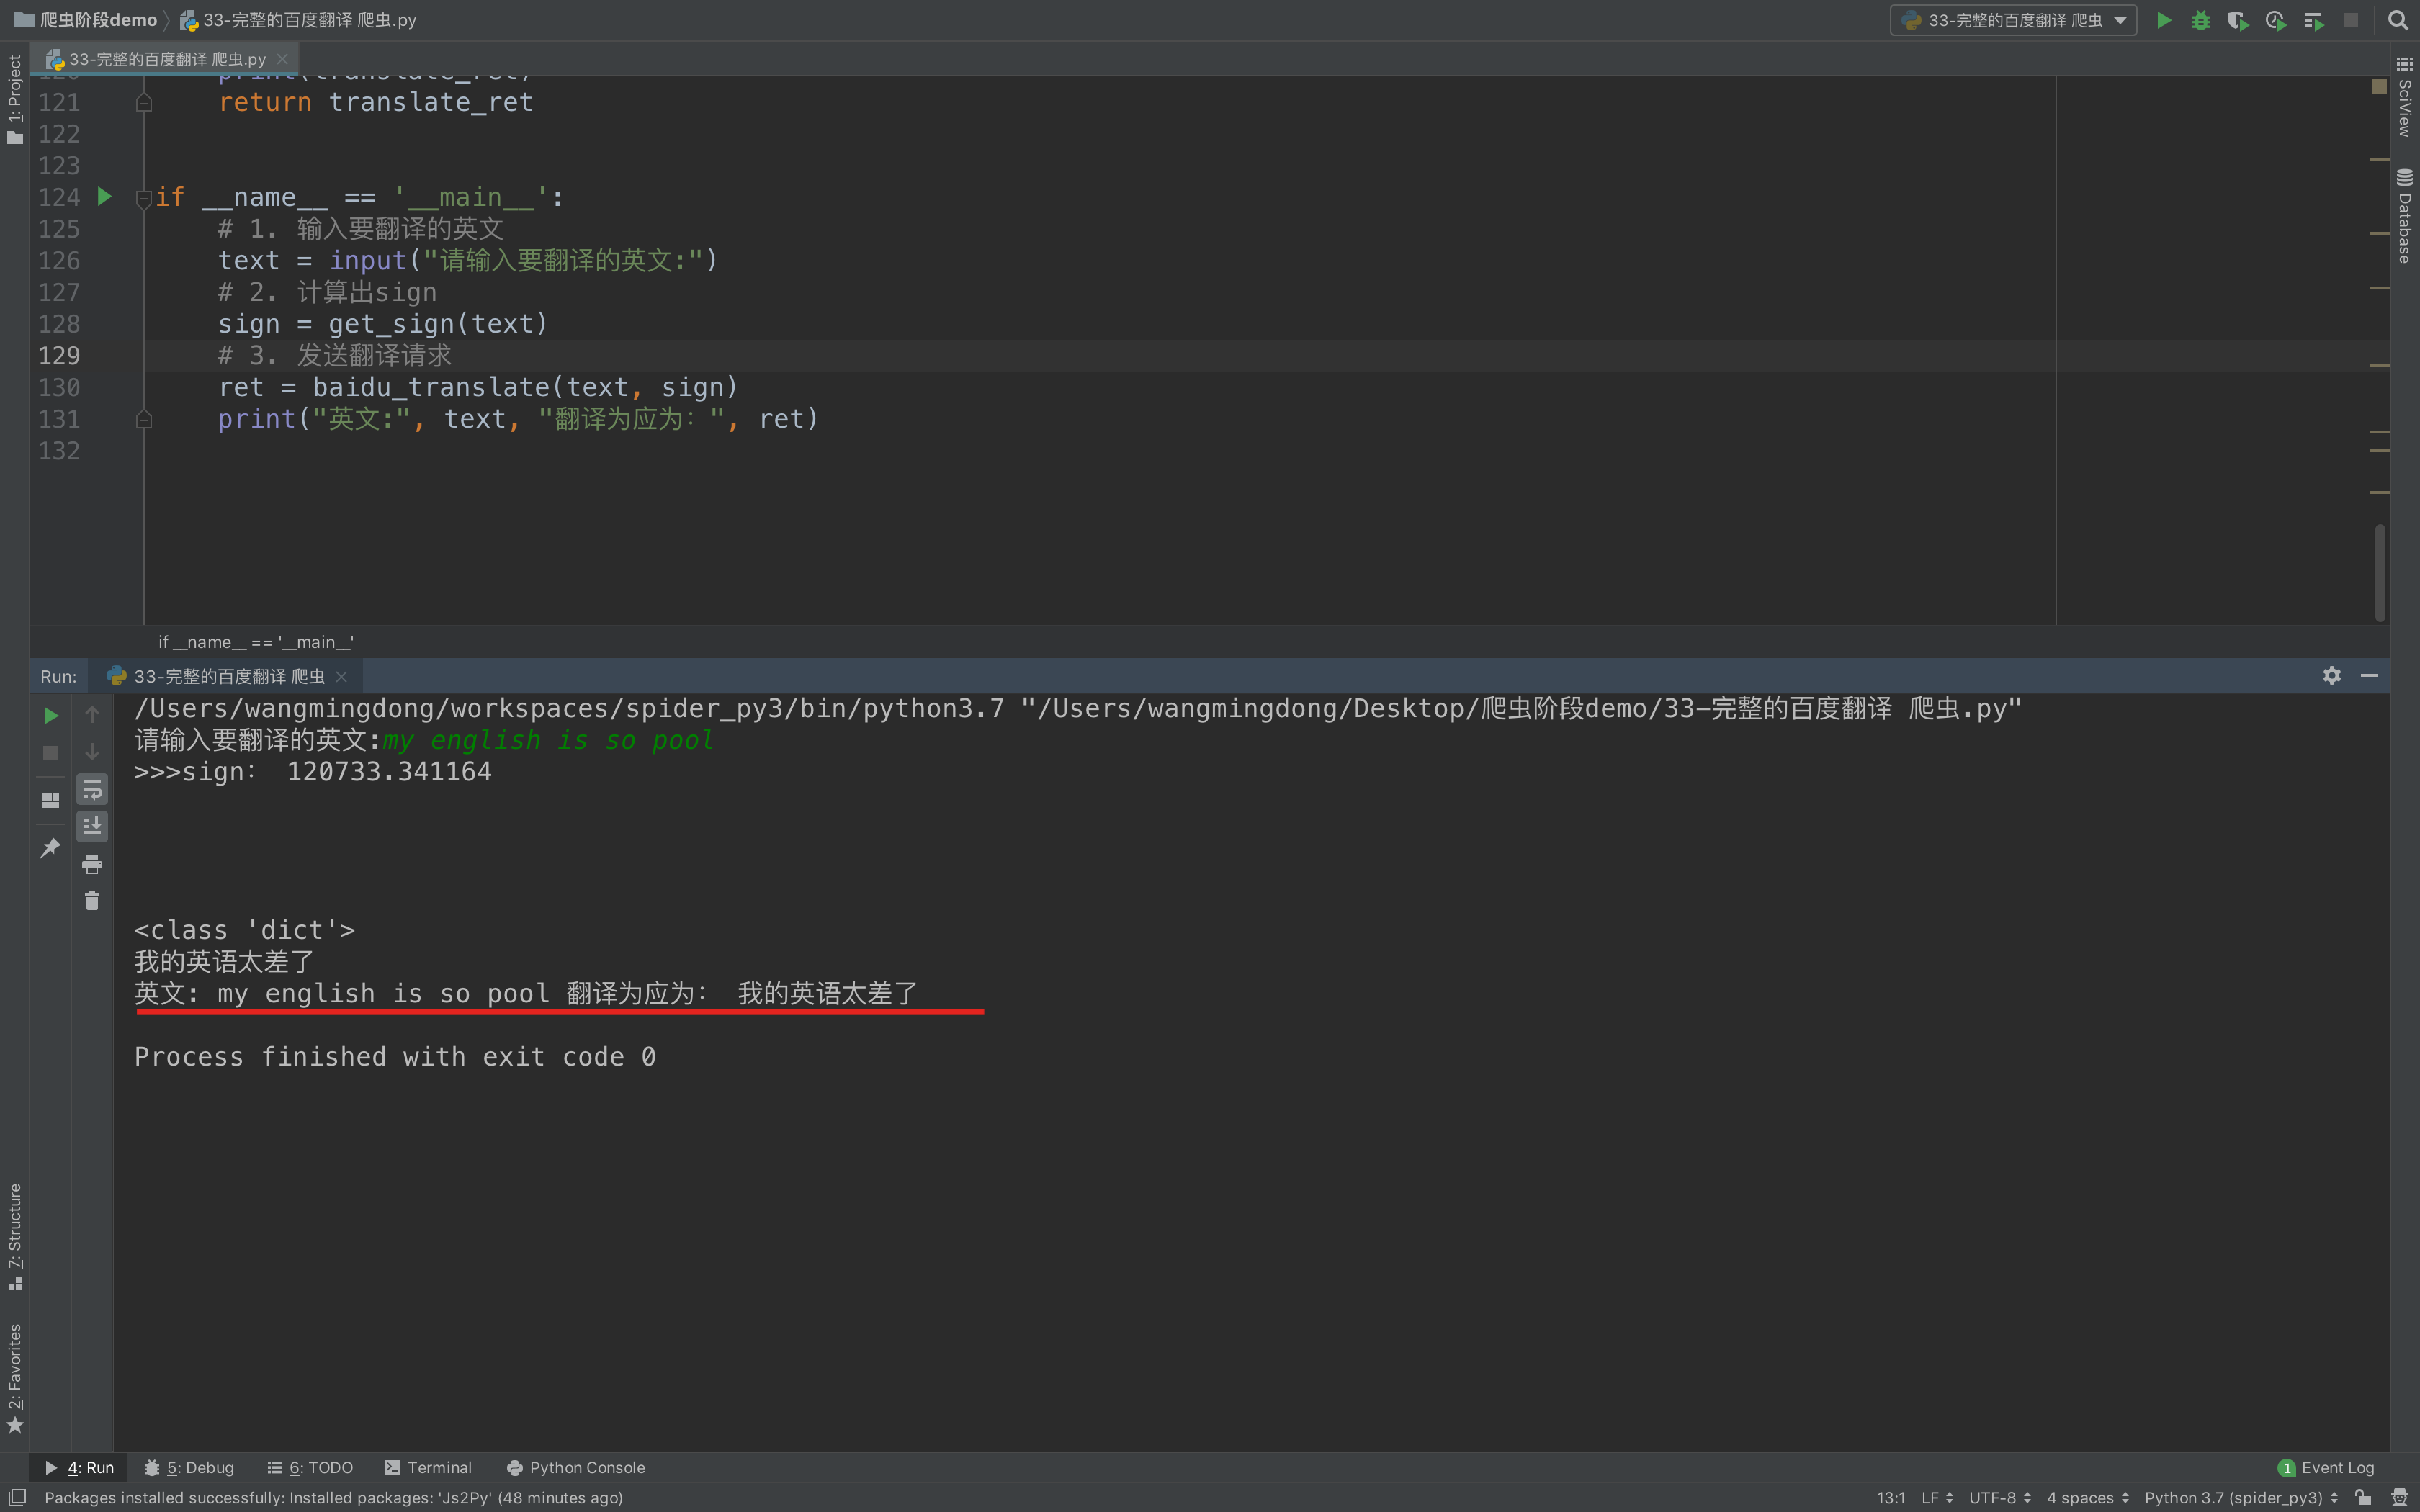 爬虫阶段demo 33-完整的百度翻译 爬虫.py 33-完整的百度翻译 爬虫
33-完整的百度翻译 爬虫.py
1: Project
SciView
Database
120 print(translate_ret)
121 return translate_ret
122
123
124 if __name__ == '__main__':
125 # 1. 输入要翻译的英文
126 text = input("请输入要翻译的英文:")
127 # 2. 计算出sign
128 sign = get_sign(text)
129 # 3. 发送翻译请求
130 ret = baidu_translate(text, sign)
131 print("英文:", text, "翻译为应为：", ret)
132
if __name__ == '__main__'
Run: 33-完整的百度翻译 爬虫
/Users/wangmingdong/workspaces/spider_py3/bin/python3.7 "/Users/wangmingdong/Desktop/爬虫阶段demo/33-完整的百度翻译 爬虫.py"
请输入要翻译的英文:my english is so pool
>>>sign： 120733.341164
<class 'dict'>
我的英语太差了
英文: my english is so pool 翻译为应为： 我的英语太差了
Process finished with exit code 0
7: Structure
2: Favorites
4: Run 5: Debug 6: TODO Terminal Python Console 1 Event Log
Packages installed successfully: Installed packages: 'Js2Py' (48 minutes ago) 13:1 LF UTF-8 4 spaces Python 3.7 (spider_py3)